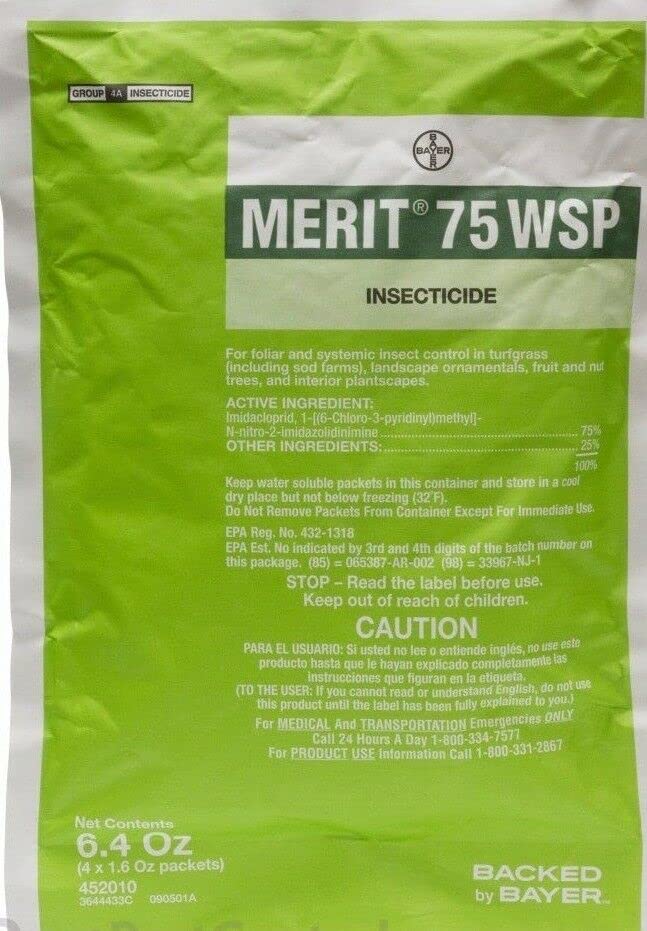 GROUP 4A INSECTICIDE
BAYER
BAYER
MERIT® 75 WSP
INSECTICIDE
For foliar and systemic insect control in turfgrass
(including sod farms), landscape ornamentals, fruit and nut
trees, and interior plantscapes.
ACTIVE INGREDIENT:
Imidacloprid, 1-[(6-Chloro-3-pyridinyl)methyl]-
N-nitro-2-imidazolidinimine .......... 75%
OTHER INGREDIENTS: .......... 25%
100%
Keep water soluble packets in this container and store in a cool
dry place but not below freezing (32°F).
Do Not Remove Packets From Container Except For Immediate Use.
EPA Reg. No. 432-1318
EPA Est. No indicated by 3rd and 4th digits of the batch number on
this package. (85) = 065387-AR-002 (98) = 33967-NJ-1
STOP – Read the label before use.
Keep out of reach of children.
CAUTION
PARA EL USUARIO: Si usted no lee o entiende inglés, no use este
producto hasta que le hayan explicado completamente las
instrucciones que figuran en la etiqueta.
(TO THE USER: If you cannot read or understand English, do not use
this product until the label has been fully explained to you.)
For MEDICAL And TRANSPORTATION Emergencies ONLY
Call 24 Hours A Day 1-800-334-7577
For PRODUCT USE Information Call 1-800-331-2867
Net Contents
6.4 Oz
(4 x 1.6 Oz packets)
452010
3644433C 090501A
BACKED
by BAYER™